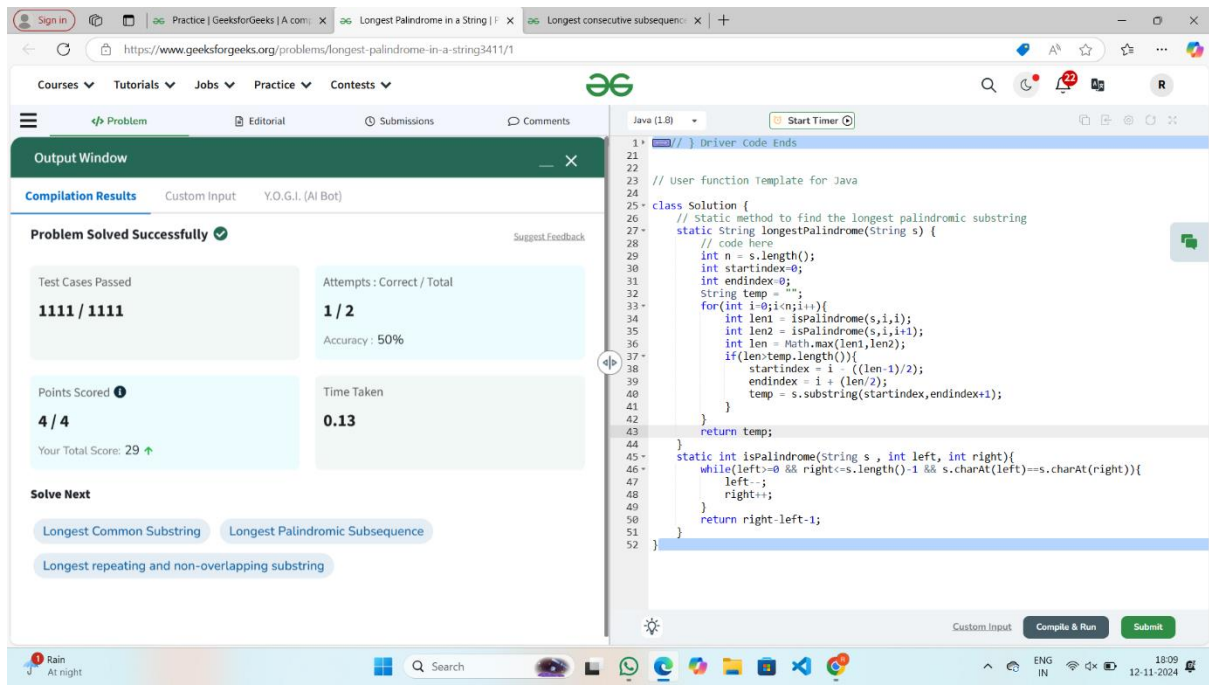 Sign in
Practice | GeeksforGeeks | A com
Longest Palindrome in a String | P
Longest consecutive subsequence
https://www.geeksforgeeks.org/problems/longest-palindrome-in-a-string3411/1
Courses Tutorials Jobs Practice Contests
22
R
</> Problem Editorial Submissions Comments
Output Window
Compilation Results Custom Input Y.O.G.I. (AI Bot)
Problem Solved Successfully
Suggest Feedback
Test Cases Passed
1111 / 1111
Attempts : Correct / Total
1 / 2
Accuracy : 50%
Points Scored
4 / 4
Your Total Score: 29
Time Taken
0.13
Solve Next
Longest Common Substring Longest Palindromic Subsequence
Longest repeating and non-overlapping substring
Java (1.8) Start Timer
1 // } Driver Code Ends
21
22
23 // User function Template for Java
24
25 class Solution {
26 // Static method to find the longest palindromic substring
27 static String longestPalindrome(String s) {
28 // code here
29 int n = s.length();
30 int startindex=0;
31 int endindex=0;
32 String temp = "";
33 for(int i=0;i<n;i++){
34 int len1 = isPalindrome(s,i,i);
35 int len2 = isPalindrome(s,i,i+1);
36 int len = Math.max(len1,len2);
37 if(len>temp.length()){
38 startindex = i - ((len-1)/2);
39 endindex = i + (len/2);
40 temp = s.substring(startindex,endindex+1);
41 }
42 }
43 return temp;
44 }
45 static int isPalindrome(String s , int left, int right){
46 while(left>=0 && right<=s.length()-1 && s.charAt(left)==s.charAt(right)){
47 left--;
48 right++;
49 }
50 return right-left-1;
51 }
52 }
Custom Input Compile & Run Submit
1
Rain
At night
Search
ENG
IN
18:09
12-11-2024